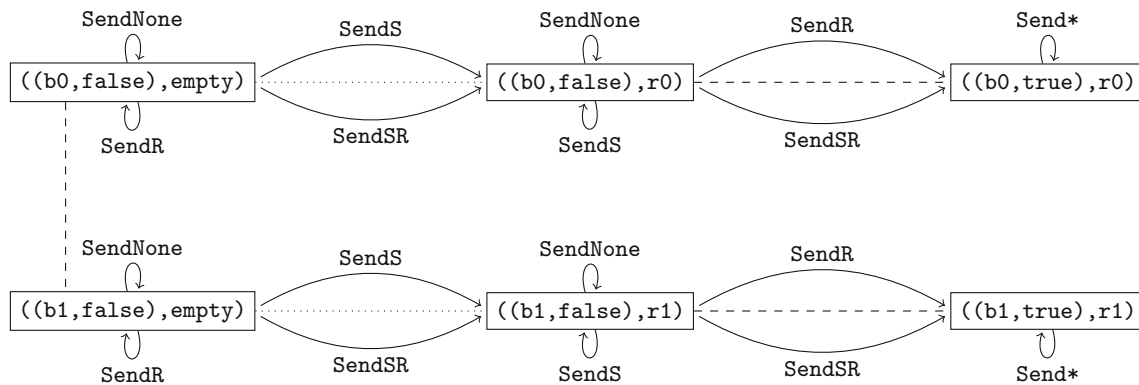 SendNone SendS SendNone SendR Send*
((b0,false),empty) ((b0,false),r0) ((b0,true),r0)
SendR SendSR SendS SendSR
SendNone SendS SendNone SendR
((b1,false),empty) ((b1,false),r1) ((b1,true),r1)
SendR SendSR SendS SendSR Send*